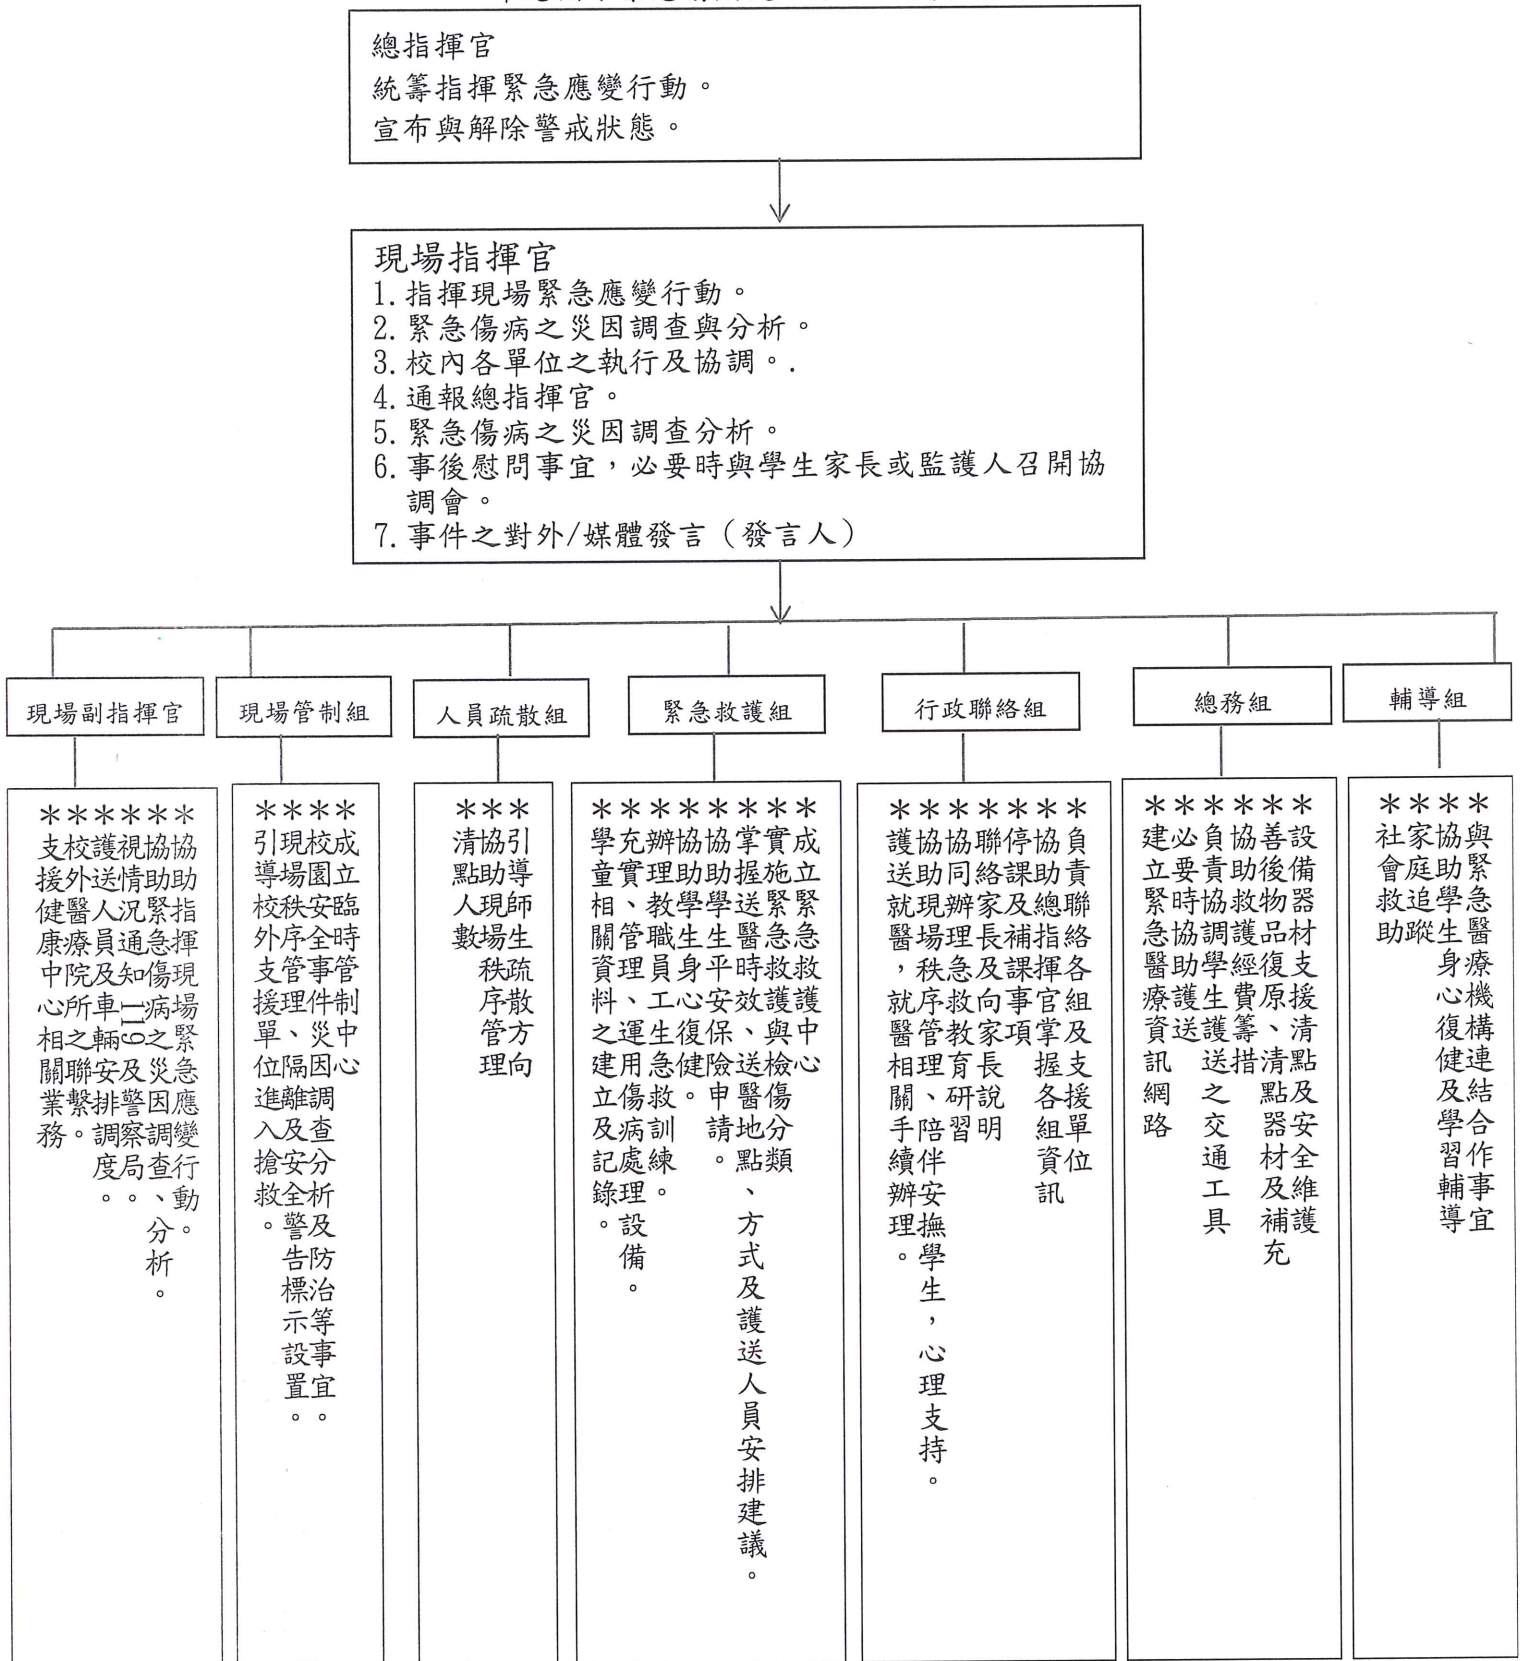 總指揮官
統籌指揮緊急應變行動。
宣布與解除警戒狀態。
現場指揮官
1.指揮現場緊急應變行動。
2.緊急傷病之災因調查與分析。
3.校內各單位之執行及協調。.
4.通報總指揮官。
5.緊急傷病之災因調查分析。
6.事後慰問事宜，必要時與學生家長或監護人召開協
調會。
7.事件之對外/媒體發言（發言人）
現場副指揮官
*協助指揮現場緊急應變行動。
*協助緊急傷病之災因調查、分析。
*視情況通知119及警察局。
*護送人員及車輛安排調度。
*校外醫療院所之聯繫。
*支援健康中心相關業務。
現場管制組
*成立臨時管制中心
*校園安全事件災因調查分析及防治等事宜。
*現場秩序管理、隔離及安全警告標示設置。
*引導校外支援單位進入搶救。
人員疏散組
*引導師生疏散方向
*協助現場秩序管理
*清點人數
緊急救護組
*成立緊急救護中心
*實施緊急救護與檢傷分類
*掌握送醫時效、送醫地點、方式及護送人員安排建議。
*協助學生平安保險申請。
*協助學生身心復健。
*辦理教職員工生急救訓練。
*充實、管理、運用傷病處理設備。
*學童相關資料之建立及記錄。
行政聯絡組
*負責聯絡各組及支援單位
*協助總指揮官掌握各組資訊
*停課及補課事項
*聯絡家長及向家長說明
*協同辦理急救教育研習
*協助現場秩序管理、陪伴安撫學生，心理支持。
*護送就醫，就醫相關手續辦理。
總務組
*設備器材支援清點及安全維護
*善後物品復原、清點器材及補充
*協助救護經費籌措
*負責協調學生護送之交通工具
*必要時協助護送
*建立緊急醫療資訊網路
輔導組
*與緊急醫療機構連結合作事宜
*協助學生身心復健及學習輔導
*家庭追蹤
*社會救助